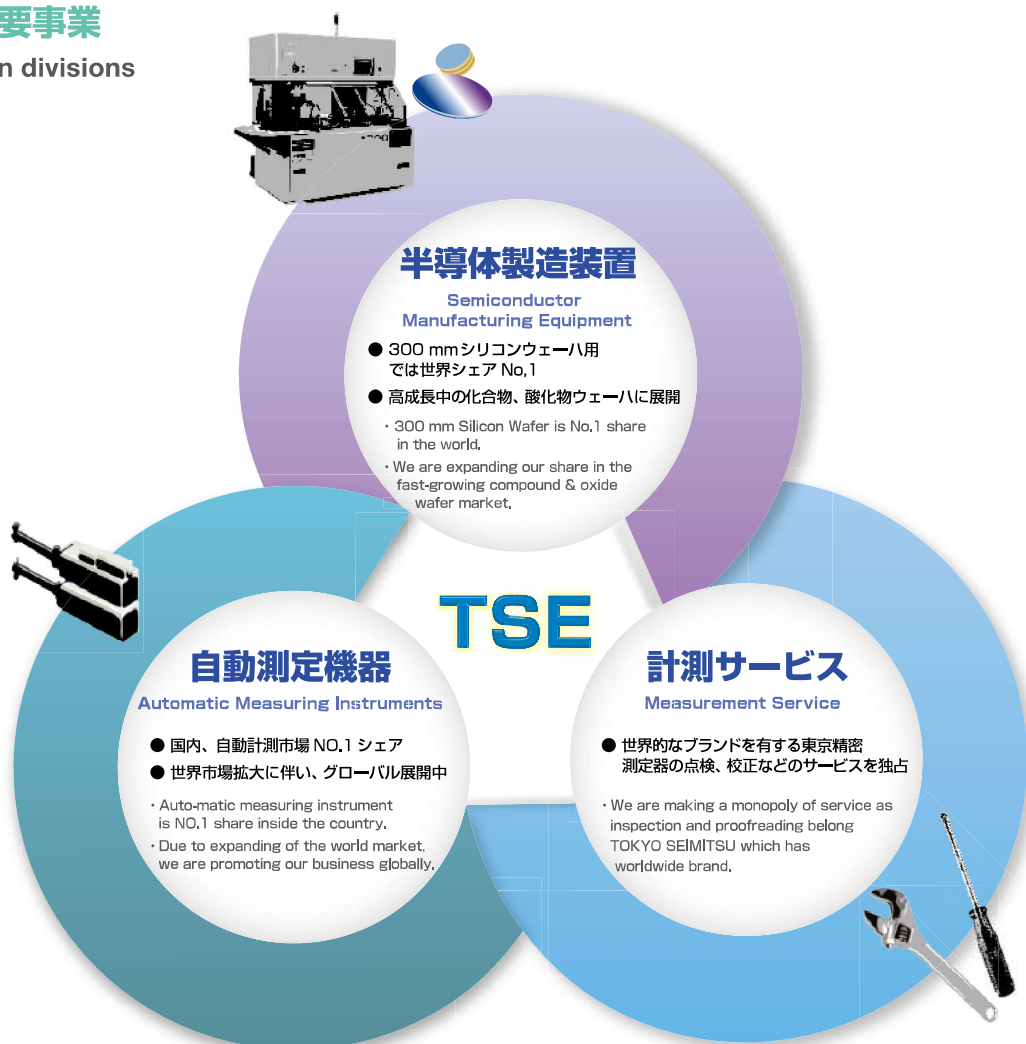 要事業
n divisions
半導体製造装置
Semiconductor
Manufacturing Equipment
● 300 mmシリコンウェーハ用
では世界シェア No,1
● 高成長中の化合物、酸化物ウェーハに展開
・300 mm Silicon Wafer is No.1 share
in the world.
・We are expanding our share in the
fast-growing compound & oxide
wafer market.
TSE
自動測定機器
Automatic Measuring Instruments
● 国内、自動計測市場 NO.1 シェア
● 世界市場拡大に伴い、グローバル展開中
・Auto-matic measuring instrument
is NO.1 share inside the country.
・Due to expanding of the world market,
we are promoting our business globally.
計測サービス
Measurement Service
● 世界的なブランドを有する東京精密
測定器の点検、校正などのサービスを独占
・We are making a monopoly of service as
inspection and proofreading belong
TOKYO SEIMITSU which has
worldwide brand.